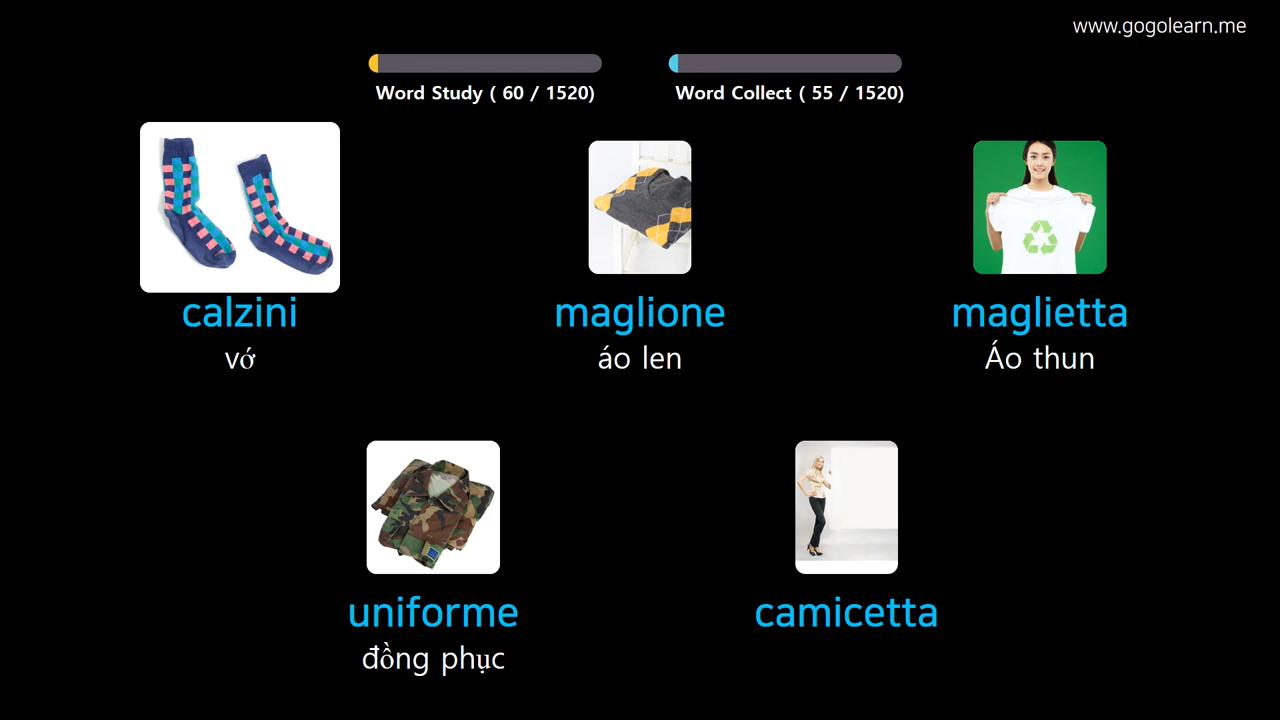 www.gogolearn.me
Word Study ( 60 / 1520)
Word Collect ( 55 / 1520)
calzini
vớ
maglione
áo len
maglietta
Áo thun
uniforme
đồng phục
camicetta